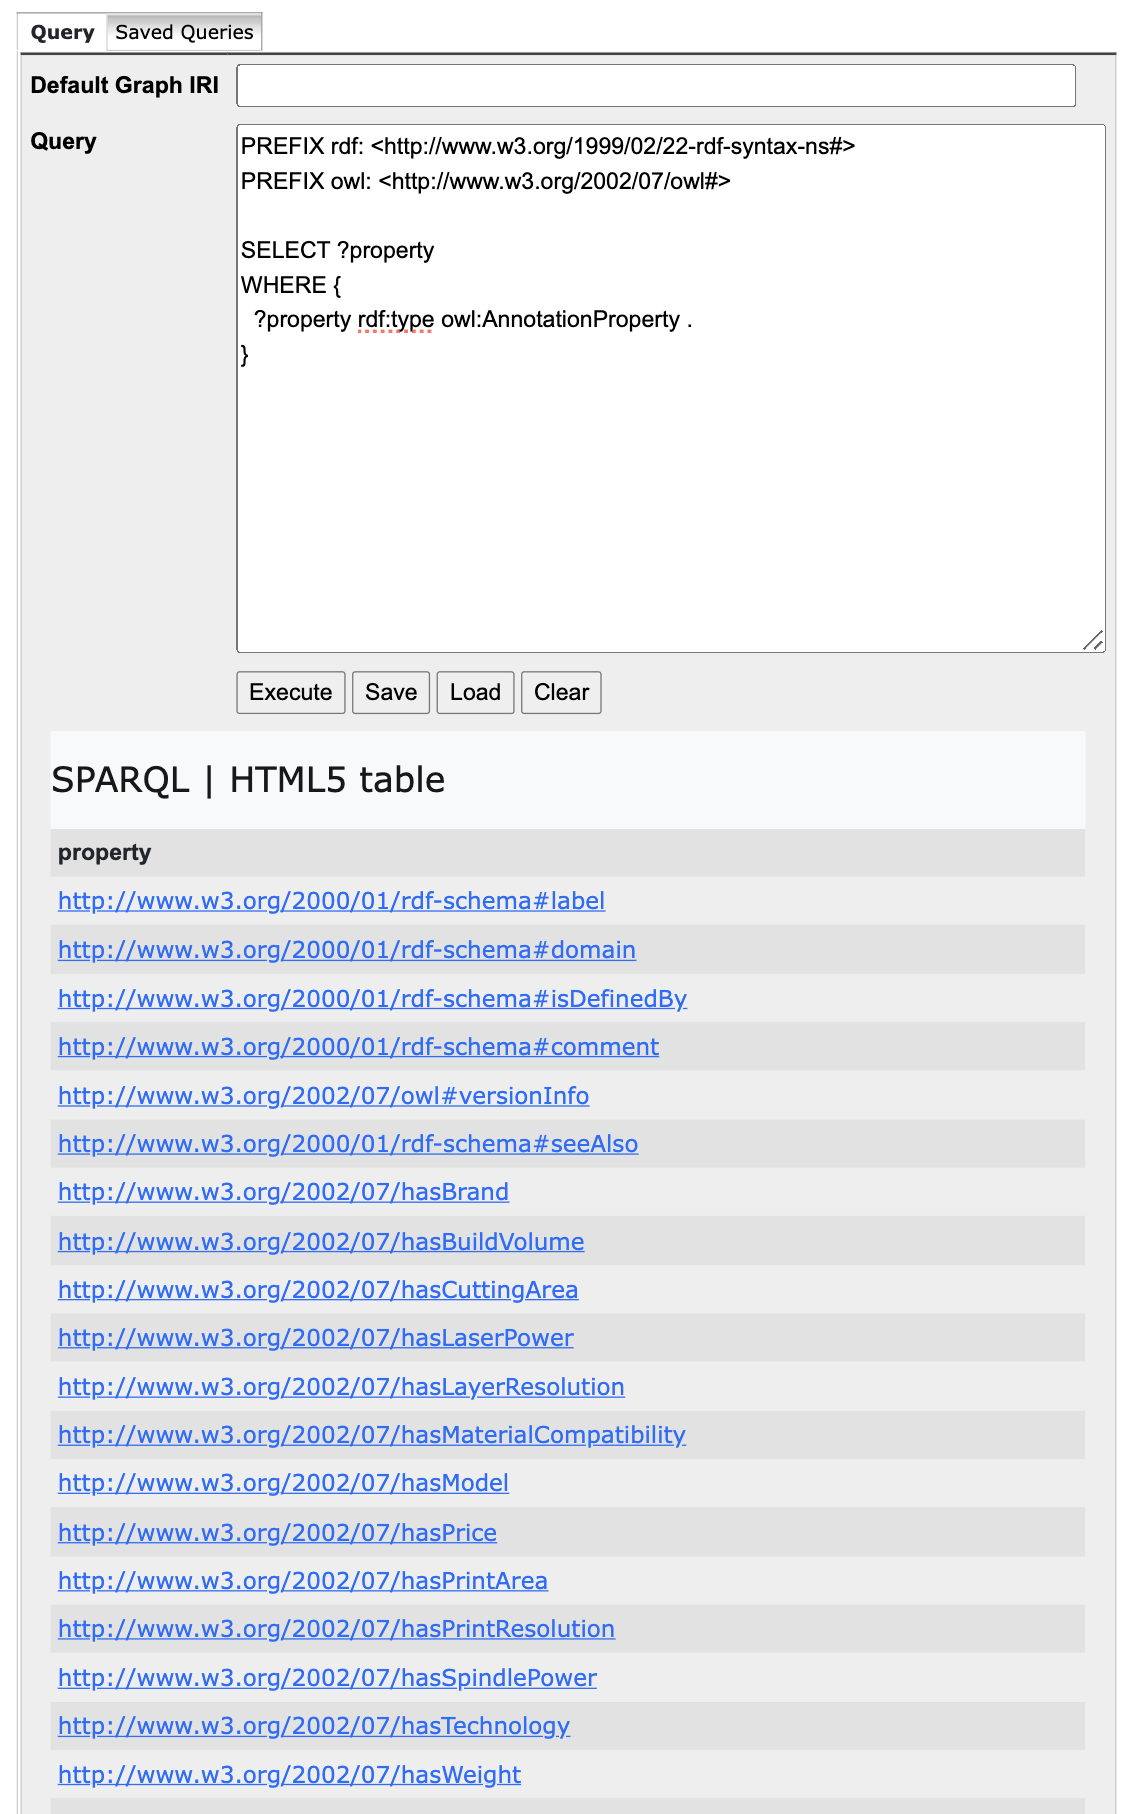 Query
Saved Queries
Default Graph IRI
Query
PREFIX rdf: <http://www.w3.org/1999/02/22-rdf-syntax-ns#>
PREFIX owl: <http://www.w3.org/2002/07/owl#>
SELECT ?property
WHERE {
?property rdf:type owl:AnnotationProperty .
}
Execute
Save
Load
Clear
SPARQL | HTML5 table
property
http://www.w3.org/2000/01/rdf-schema#label
http://www.w3.org/2000/01/rdf-schema#domain
http://www.w3.org/2000/01/rdf-schema#isDefinedBy
http://www.w3.org/2000/01/rdf-schema#comment
http://www.w3.org/2002/07/owl#versionInfo
http://www.w3.org/2000/01/rdf-schema#seeAlso
http://www.w3.org/2002/07/hasBrand
http://www.w3.org/2002/07/hasBuildVolume
http://www.w3.org/2002/07/hasCuttingArea
http://www.w3.org/2002/07/hasLaserPower
http://www.w3.org/2002/07/hasLayerResolution
http://www.w3.org/2002/07/hasMaterialCompatibility
http://www.w3.org/2002/07/hasModel
http://www.w3.org/2002/07/hasPrice
http://www.w3.org/2002/07/hasPrintArea
http://www.w3.org/2002/07/hasPrintResolution
http://www.w3.org/2002/07/hasSpindlePower
http://www.w3.org/2002/07/hasTechnology
http://www.w3.org/2002/07/hasWeight